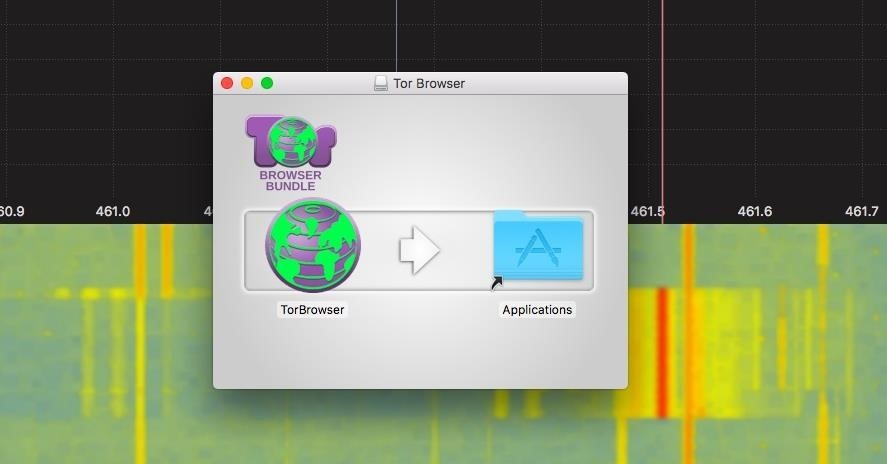 Tor Browser
Tor
BROWSER
BUNDLE
60.9 461.0 461.5 461.6 461.7
TorBrowser Applications